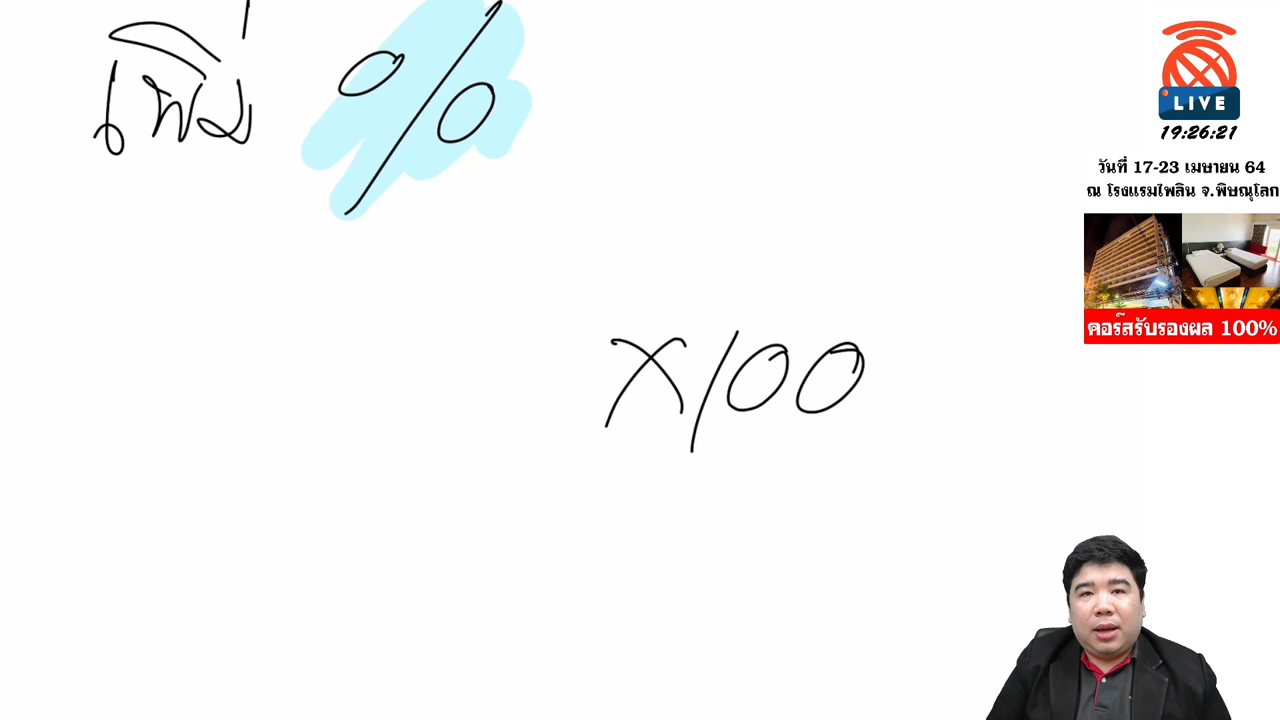 เพิ่ม %
X100
LIVE
19:26:21
วันที่ 17-23 เมษายน 64
ณ โรงแรมไพลิน จ.พิษณุโลก
คอร์สรับรองผล 100%